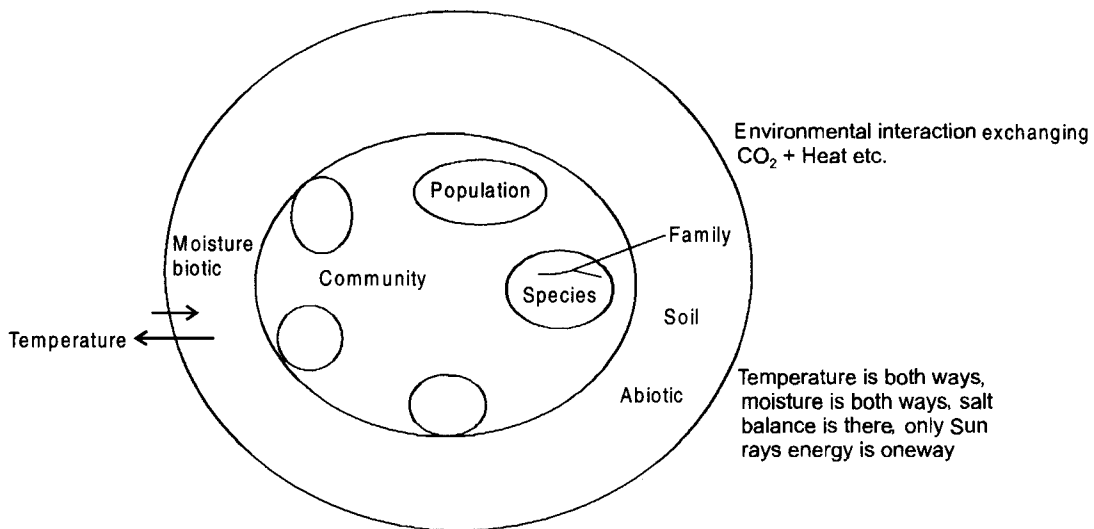 Environmental interaction exchanging
CO₂ + Heat etc.
Population
Family
Moisture
biotic
Community
Species
Soil
Temperature
Abiotic
Temperature is both ways,
moisture is both ways, salt
balance is there, only Sun
rays energy is oneway